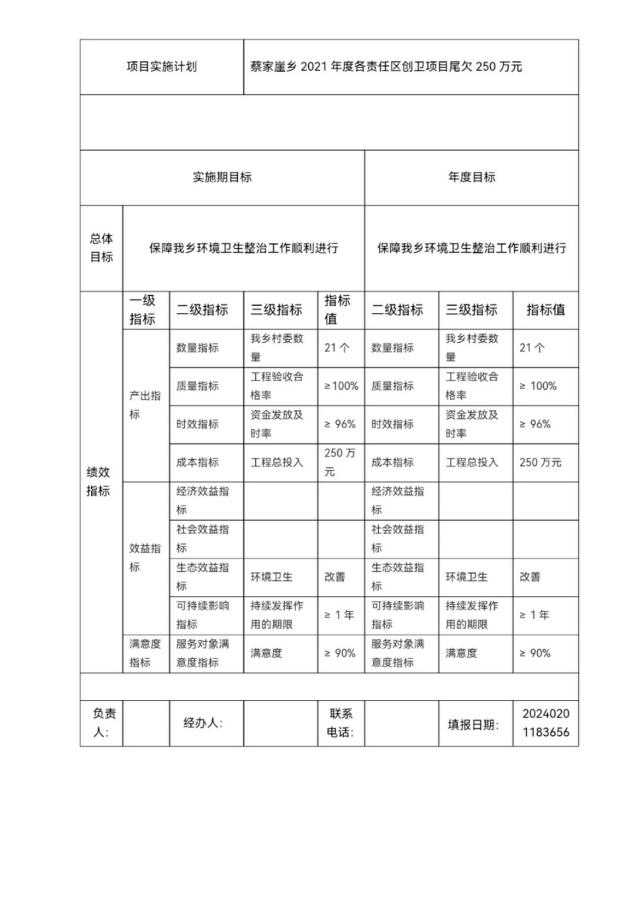 项目实施计划
蔡家崖乡 2021 年度各责任区创卫项目尾欠 250 万元
实施期目标
年度目标
总体
目标
保障我乡环境卫生整治工作顺利进行
保障我乡环境卫生整治工作顺利进行
绩效
指标
一级
指标
二级指标
三级指标
指标
值
二级指标
三级指标
指标值
产出指
标
数量指标
我乡村委数
量
21 个
数量指标
我乡村委数
量
21 个
质量指标
工程验收合
格率
≥100%
质量指标
工程验收合
格率
≥ 100%
时效指标
资金发放及
时率
≥ 96%
时效指标
资金发放及
时率
≥ 96%
成本指标
工程总投入
250 万
元
成本指标
工程总投入
250 万元
效益指
标
经济效益指
标
经济效益指
标
社会效益指
标
社会效益指
标
生态效益指
标
环境卫生
改善
生态效益指
标
环境卫生
改善
可持续影响
指标
持续发挥作
用的期限
≥ 1 年
可持续影响
指标
持续发挥作
用的期限
≥ 1 年
满意度
指标
服务对象满
意度指标
满意度
≥ 90%
服务对象满
意度指标
满意度
≥ 90%
负责
人：
经办人：
联系
电话：
填报日期：
2024020
1183656